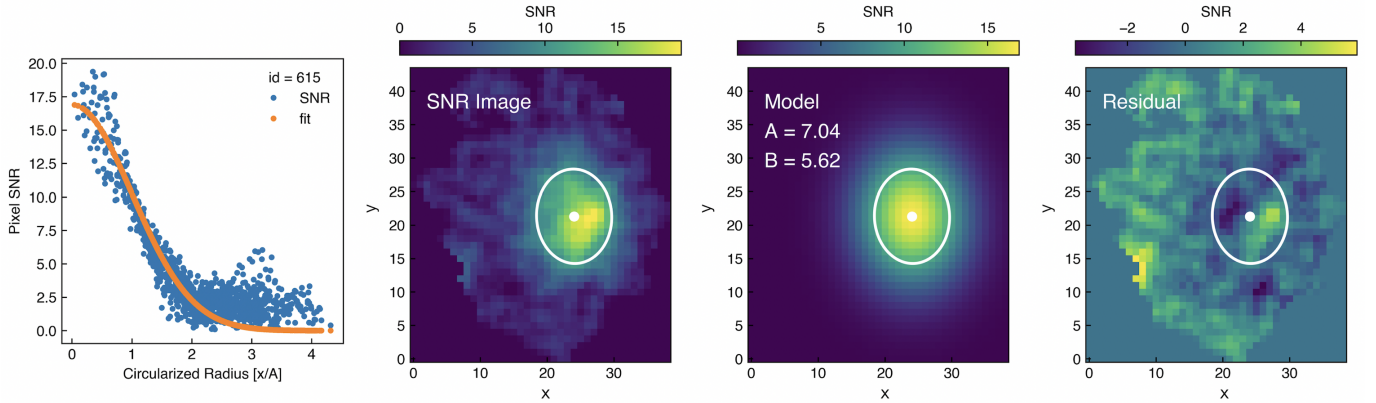 20.0
17.5
15.0
12.5
10.0
7.5
5.0
2.5
0.0
Pixel SNR
0 1 2 3 4
Circularized Radius [x/A]
id = 615
SNR
fit
SNR
0 5 10 15
SNR Image
40
35
30
25
20
15
10
5
0
y
0 10 20 30
x
SNR
5 10 15
Model
A = 7.04
B = 5.62
40
35
30
25
20
15
10
5
0
y
0 10 20 30
x
SNR
−2 0 2 4
Residual
40
35
30
25
20
15
10
5
0
y
0 10 20 30
x